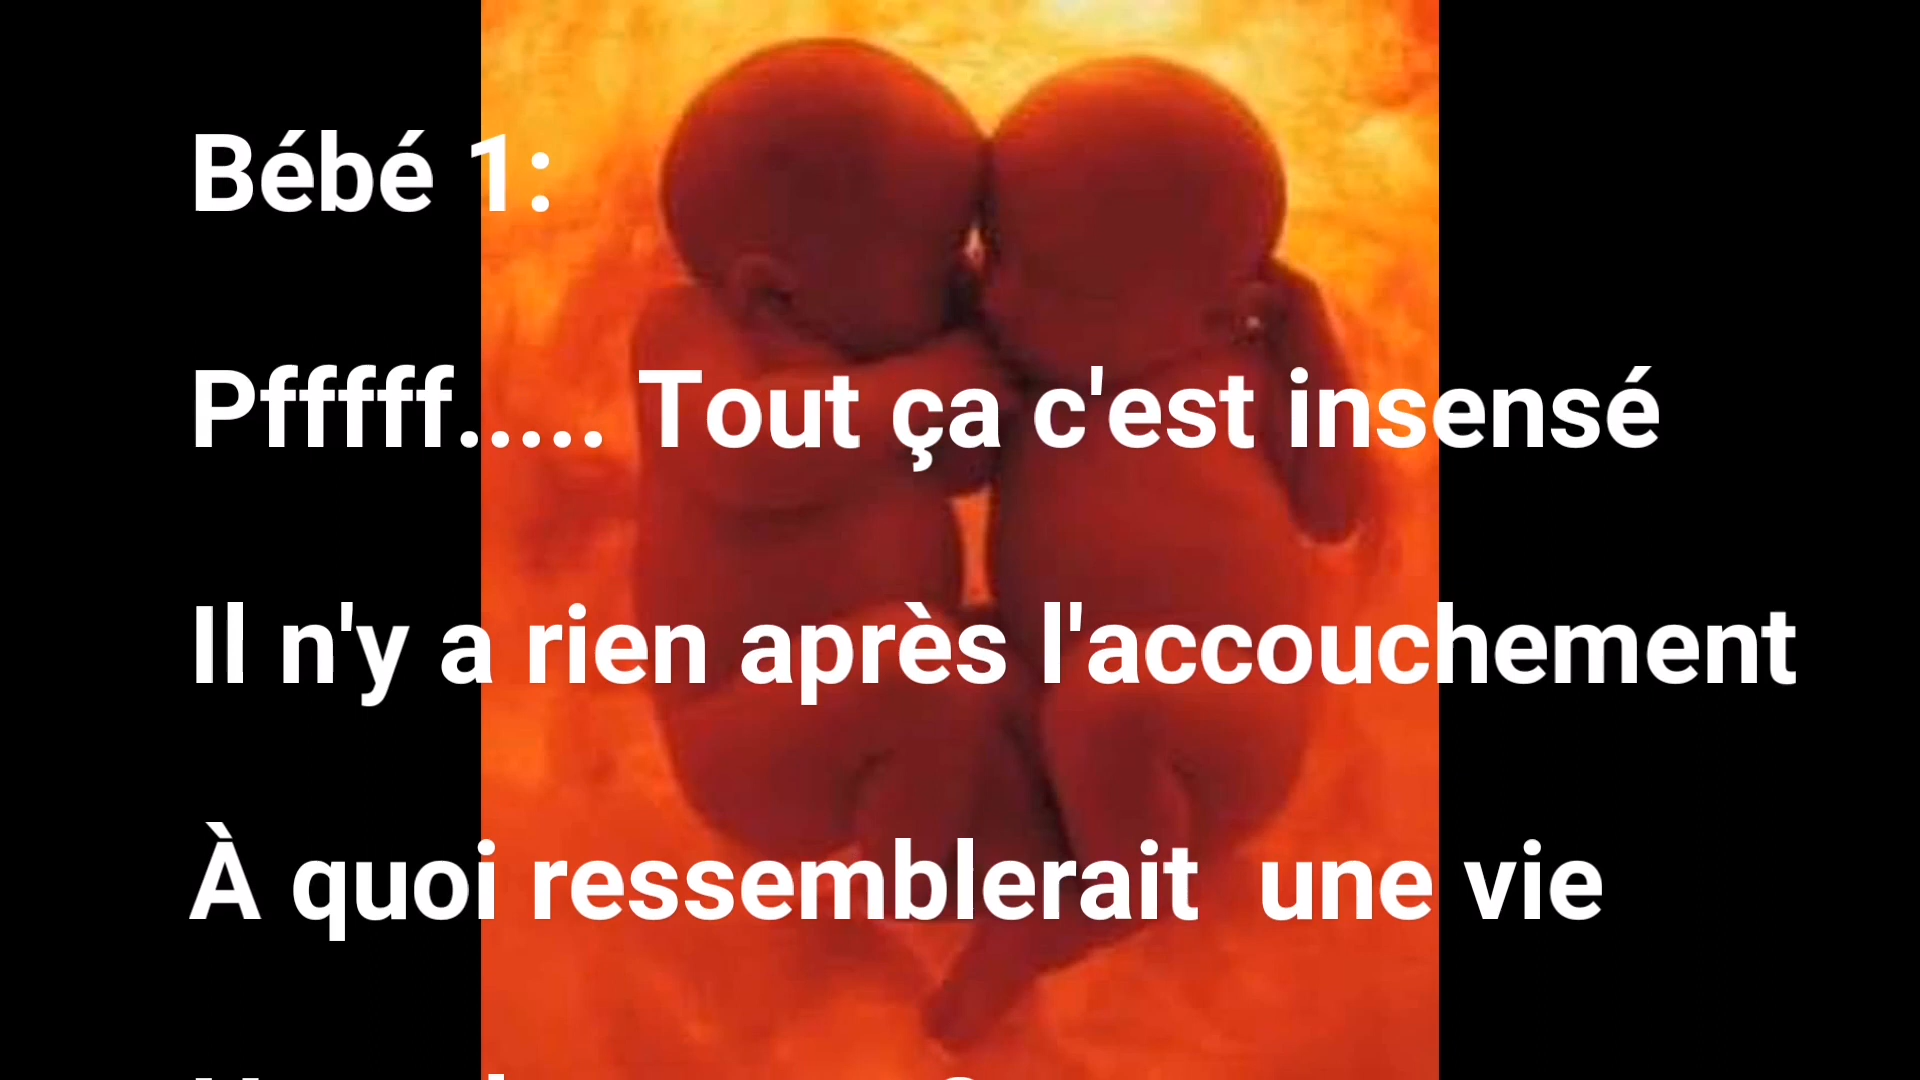 Bébé 1:
Pfffff..... Tout ça c'est insensé
Il n'y a rien après l'accouchement
À quoi ressemblerait  une vie